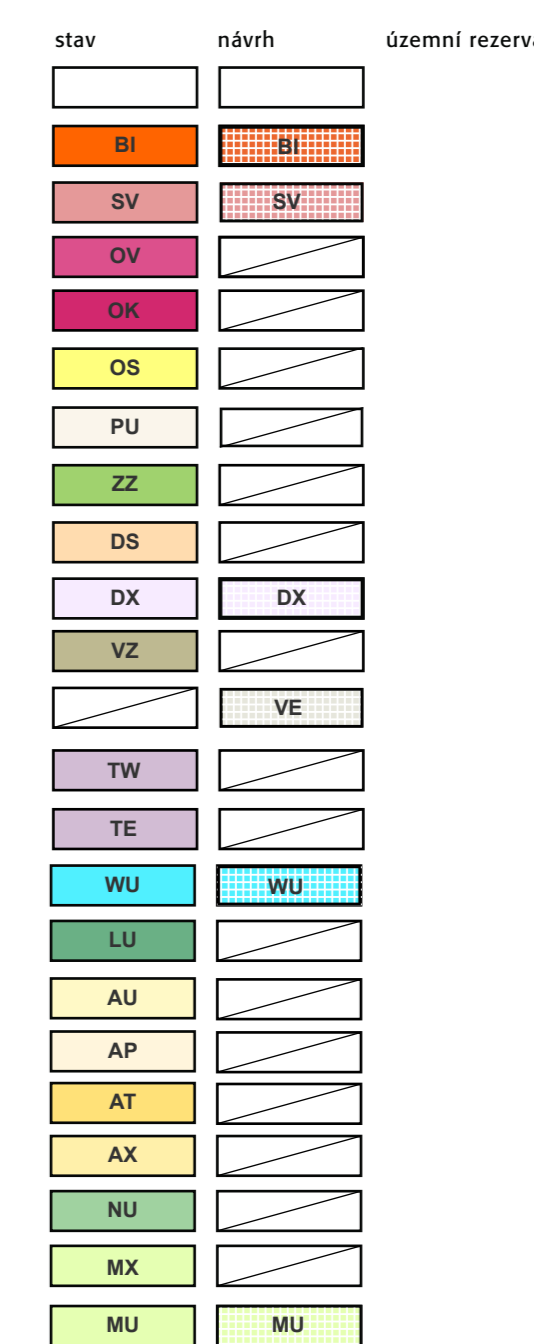 stav návrh územní rezerva
BI BI
SV SV
OV
OK
OS
PU
ZZ
DS
DX DX
VZ
VE
TW
TE
WU WU
LU
AU
AP
AT
AX
NU
MX
MU MU